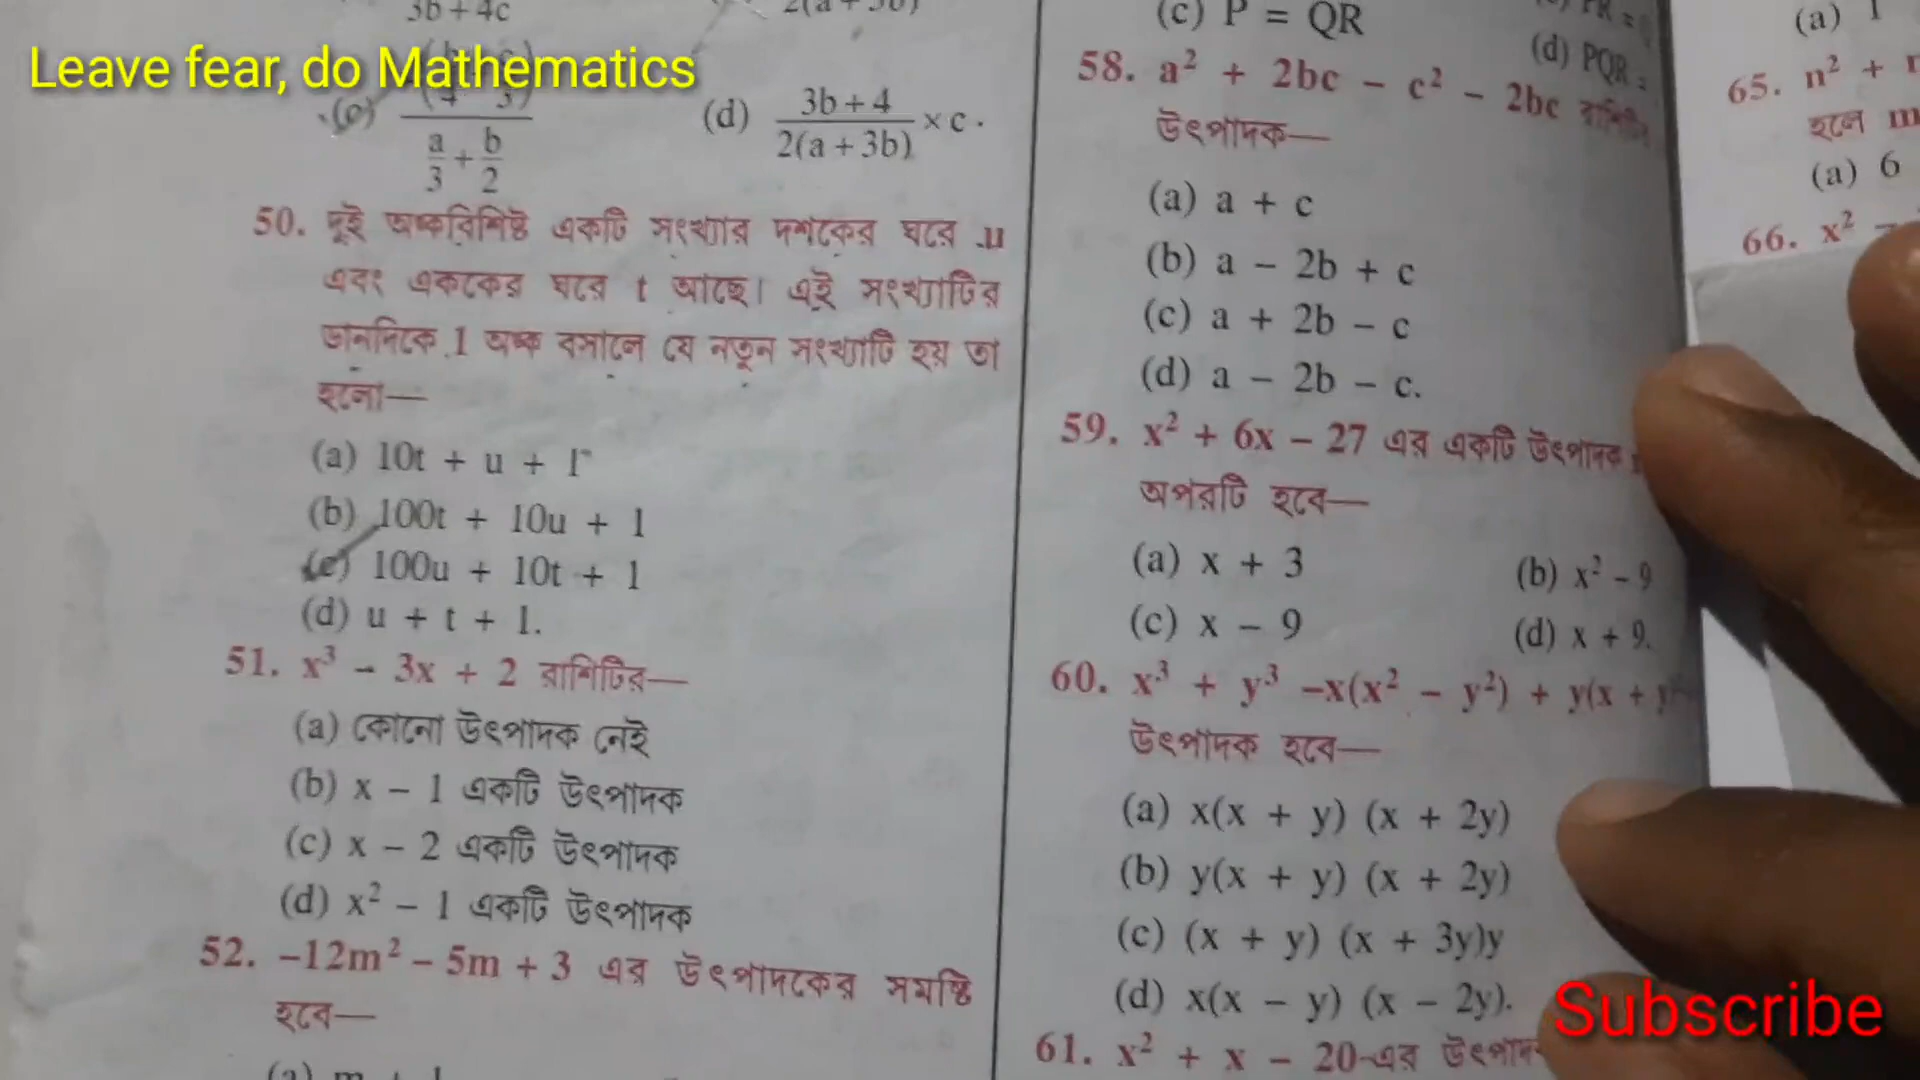 Leave fear, do Mathematics
3b + 4c
(d) 3b + 4 / 2(a + 3b) × c .
a/3 + b/2
50. দুই অঙ্কবিশিষ্ট একটি সংখ্যার দশকের ঘরে u
এবং এককের ঘরে t আছে। এই সংখ্যাটির
ডানদিকে 1 অঙ্ক বসালে যে নতুন সংখ্যাটি হয় তা
হলো—
(a) 10t + u + 1
(b) 100t + 10u + 1
(c) 100u + 10t + 1
(d) u + t + 1.
51. x³ – 3x + 2 রাশিটির—
(a) কোনো উৎপাদক নেই
(b) x – 1 একটি উৎপাদক
(c) x – 2 একটি উৎপাদক
(d) x² – 1 একটি উৎপাদক
52. –12m² – 5m + 3 এর উৎপাদকের সমষ্টি
হবে—
(c) P = QR
(d) PQR =
58. a² + 2bc – c² – 2bc রাশিটির
উৎপাদক—
(a) a + c
(b) a – 2b + c
(c) a + 2b – c
(d) a – 2b – c.
59. x² + 6x – 27 এর একটি উৎপাদক
অপরটি হবে—
(a) x + 3 (b) x² – 9
(c) x – 9 (d) x + 9.
60. x³ + y³ –x(x² – y²) + y(x + y
উৎপাদক হবে—
(a) x(x + y) (x + 2y)
(b) y(x + y) (x + 2y)
(c) (x + y) (x + 3y)y
(d) x(x – y) (x – 2y).
61. x² + x – 20-এর
(a) 1
65. n² +
হলে m
(a) 6
66. x² –
Subscribe